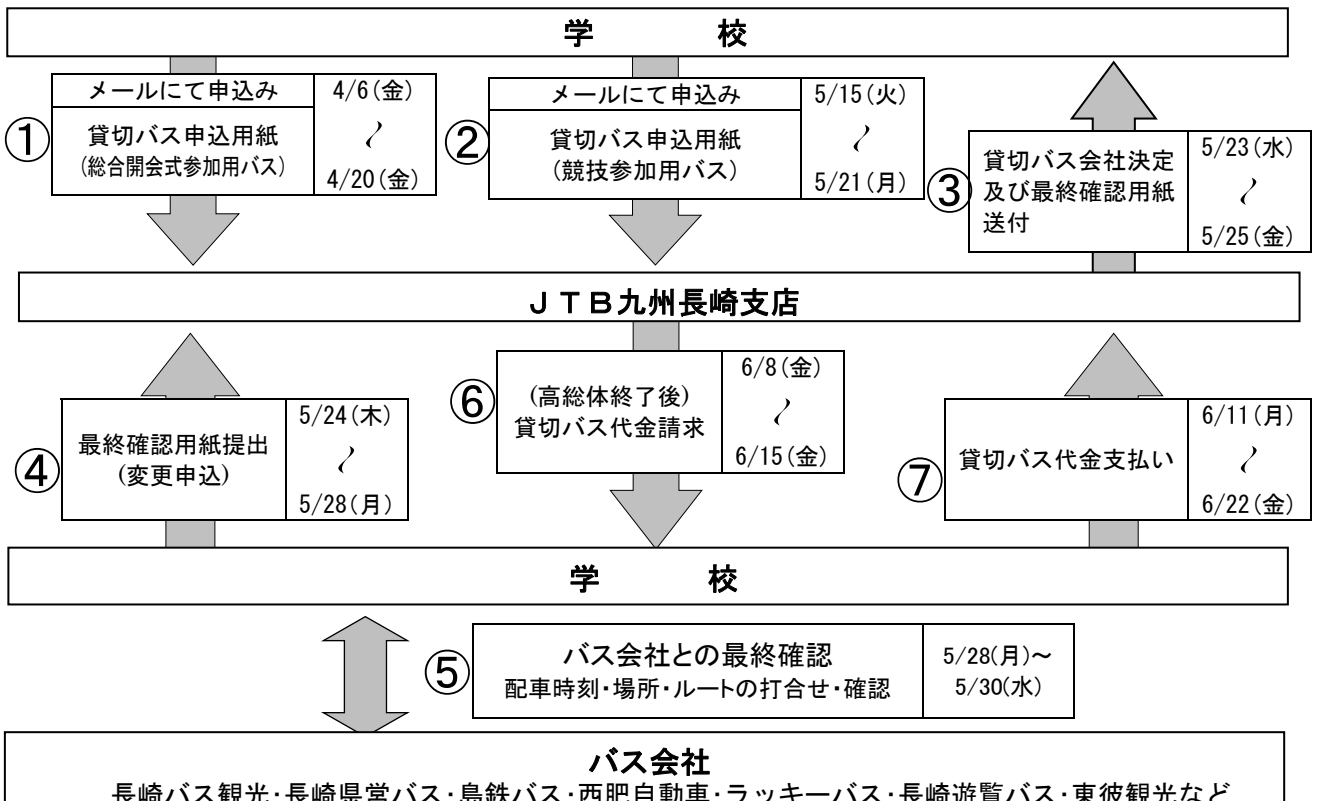 学 校
①
メールにて申込み
貸切バス申込用紙
(総合開会式参加用バス)
4/6(金)
～
4/20(金)
②
メールにて申込み
貸切バス申込用紙
(競技参加用バス)
5/15(火)
～
5/21(月)
③
貸切バス会社決定
及び最終確認用紙
送付
5/23(水)
～
5/25(金)
JTB九州長崎支店
④
最終確認用紙提出
(変更申込)
5/24(木)
～
5/28(月)
⑥
(高総体終了後)
貸切バス代金請求
6/8(金)
～
6/15(金)
⑦
貸切バス代金支払い
6/11(月)
～
6/22(金)
学 校
⑤
バス会社との最終確認
配車時刻・場所・ルートの打合せ・確認
5/28(月)～
5/30(水)
バス会社
長崎バス観光・長崎県営バス・島鉄バス・西肥自動車・ラッキーバス・長崎遊覧バス・東彼観光など